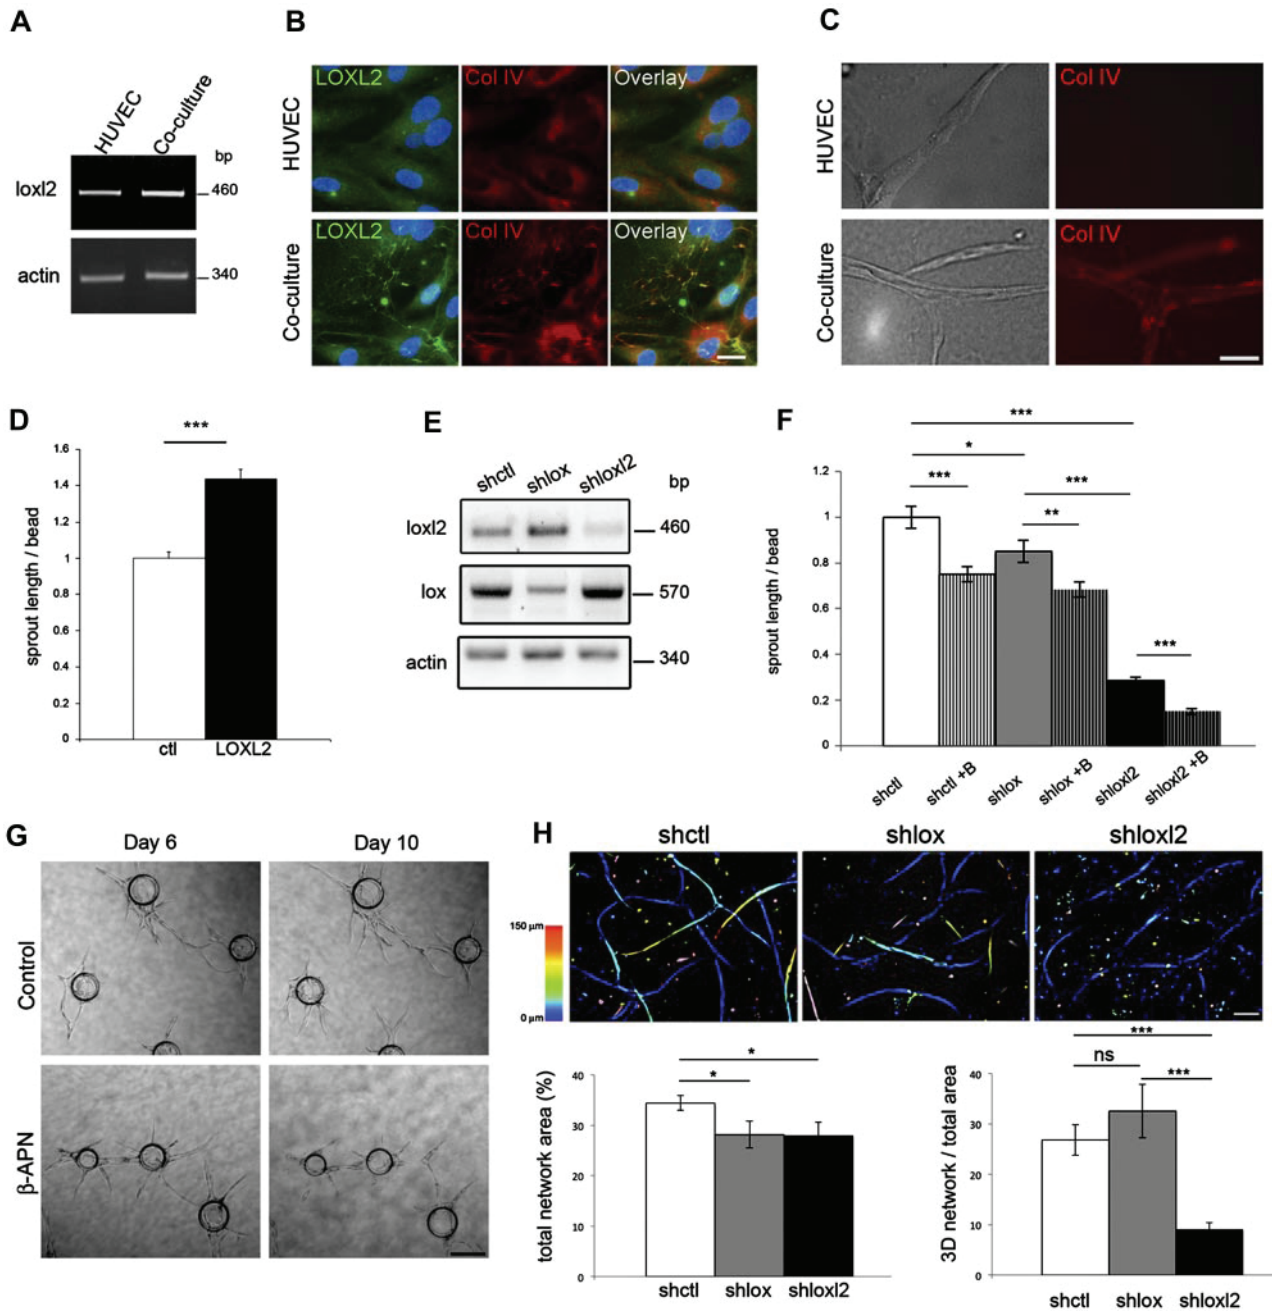 A
HUVEC
Co-culture
bp
loxl2
460
actin
340
B
LOXL2
Col IV
Overlay
HUVEC
LOXL2
Col IV
Overlay
Co-culture
C
Col IV
HUVEC
Col IV
Co-culture
D
***
1.6
1.4
1.2
1
0.8
0.6
0.4
0.2
0
sprout length / bead
ctl
LOXL2
E
shctl
shlox
shloxl2
bp
loxl2
460
lox
570
actin
340
F
***
*
***
***
**
***
1.2
1
0.8
0.6
0.4
0.2
0
sprout length / bead
shctl
shctl +B
shlox
shlox +B
shloxl2
shloxl2 +B
G
Day 6
Day 10
Control
β-APN
H
shctl
shlox
shloxl2
150 µm
0 µm
*
*
40
30
20
10
0
total network area (%)
shctl
shlox
shloxl2
***
ns
***
40
30
20
10
0
3D network / total area
shctl
shlox
shloxl2